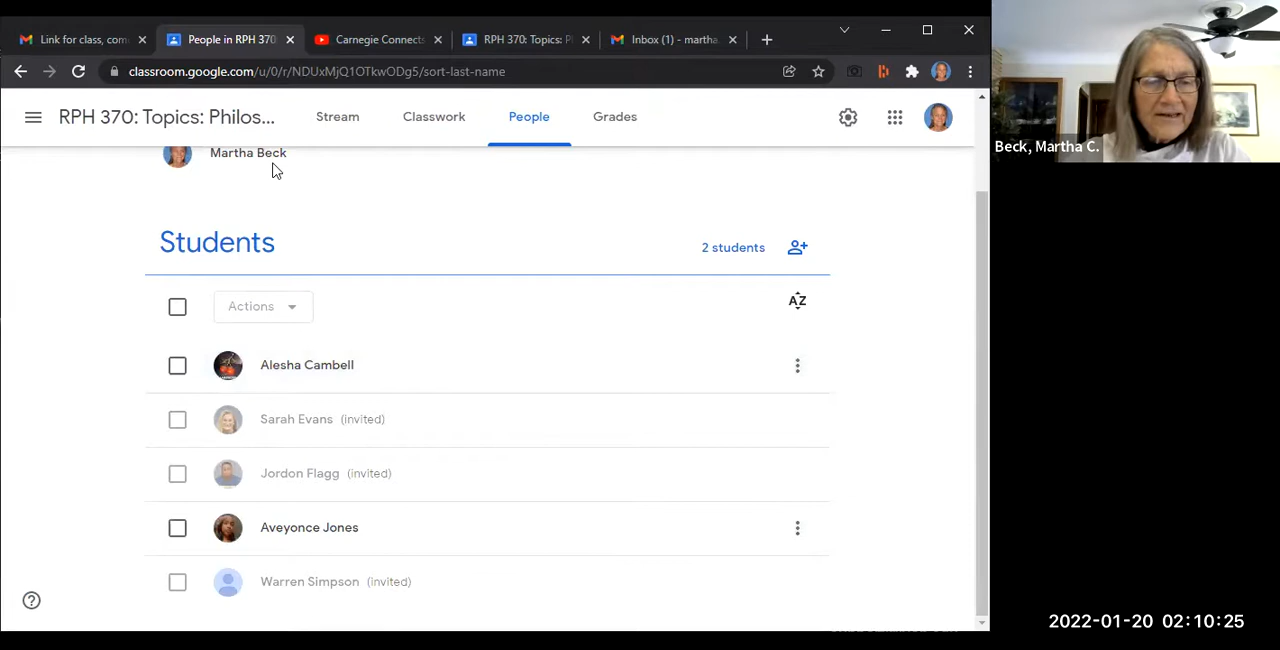 Link for class, com
People in RPH 370
Carnegie Connects
RPH 370: Topics: P
Inbox (1) - martha
classroom.google.com/u/0/r/NDUxMjQ1OTkwODg5/sort-last-name
RPH 370: Topics: Philos...
Stream
Classwork
People
Grades
Martha Beck
Beck, Martha C.
Students
2 students
Actions
AZ
Alesha Cambell
Sarah Evans (invited)
Jordon Flagg (invited)
Aveyonce Jones
Warren Simpson (invited)
2022-01-20 02:10:25